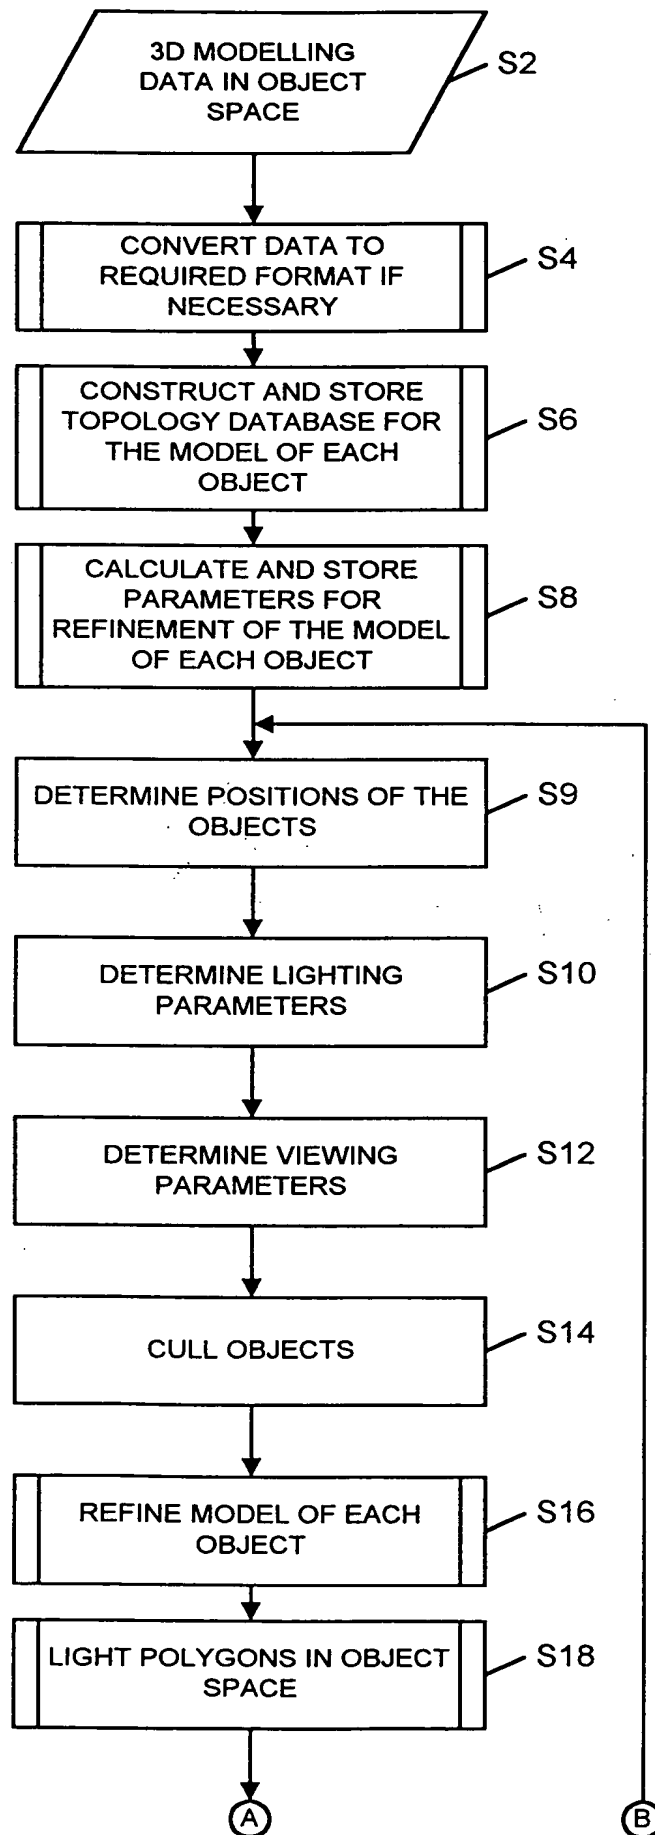 3D MODELLING
DATA IN OBJECT
SPACE
S2
CONVERT DATA TO
REQUIRED FORMAT IF
NECESSARY
S4
CONSTRUCT AND STORE
TOPOLOGY DATABASE FOR
THE MODEL OF EACH
OBJECT
S6
CALCULATE AND STORE
PARAMETERS FOR
REFINEMENT OF THE MODEL
OF EACH OBJECT
S8
DETERMINE POSITIONS OF THE
OBJECTS
S9
DETERMINE LIGHTING
PARAMETERS
S10
DETERMINE VIEWING
PARAMETERS
S12
CULL OBJECTS
S14
REFINE MODEL OF EACH
OBJECT
S16
LIGHT POLYGONS IN OBJECT
SPACE
S18
A
B